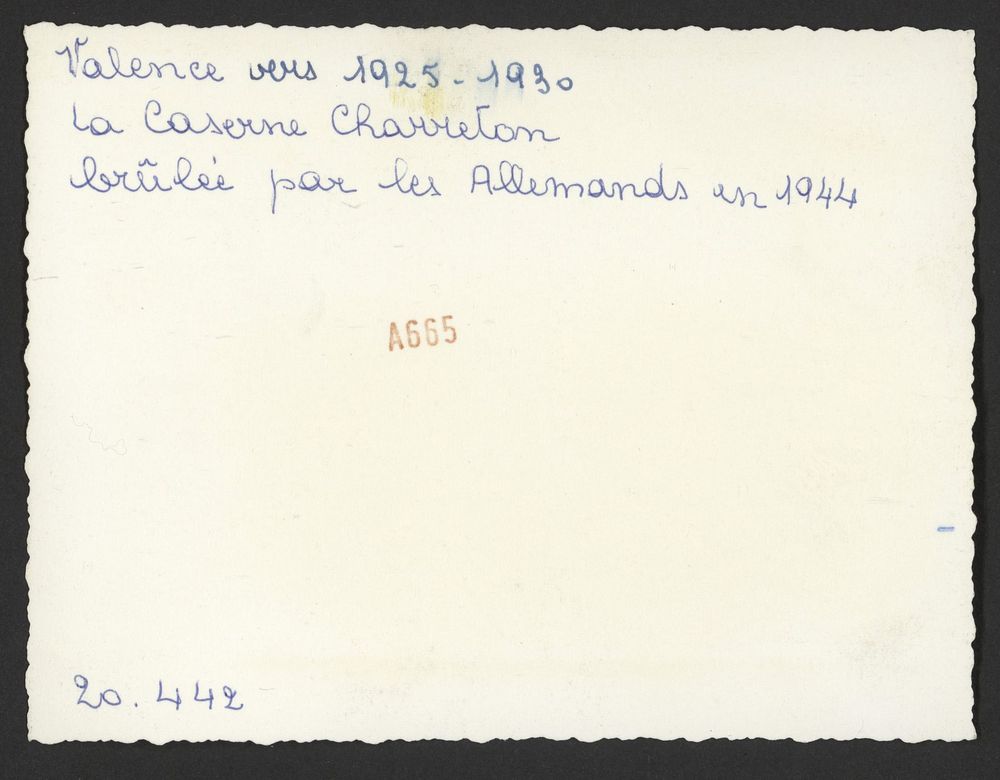 Valence vers 1925-1930
La Caserne Charreton
brûlée par les Allemands en 1944
A665
20.442